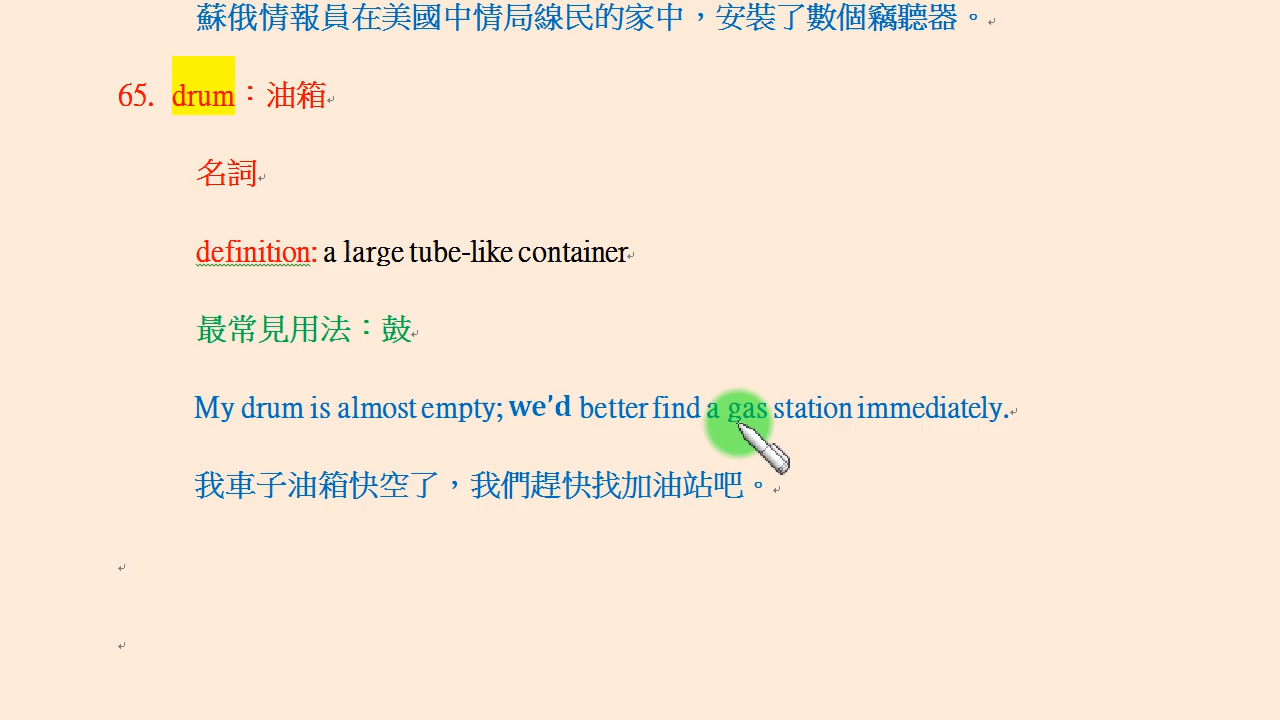 蘇俄情報員在美國中情局線民的家中，安裝了數個竊聽器。
65. drum：油箱
名詞
definition: a large tube-like container
最常見用法：鼓
My drum is almost empty; we'd better find a gas station immediately.
我車子油箱快空了，我們趕快找加油站吧。